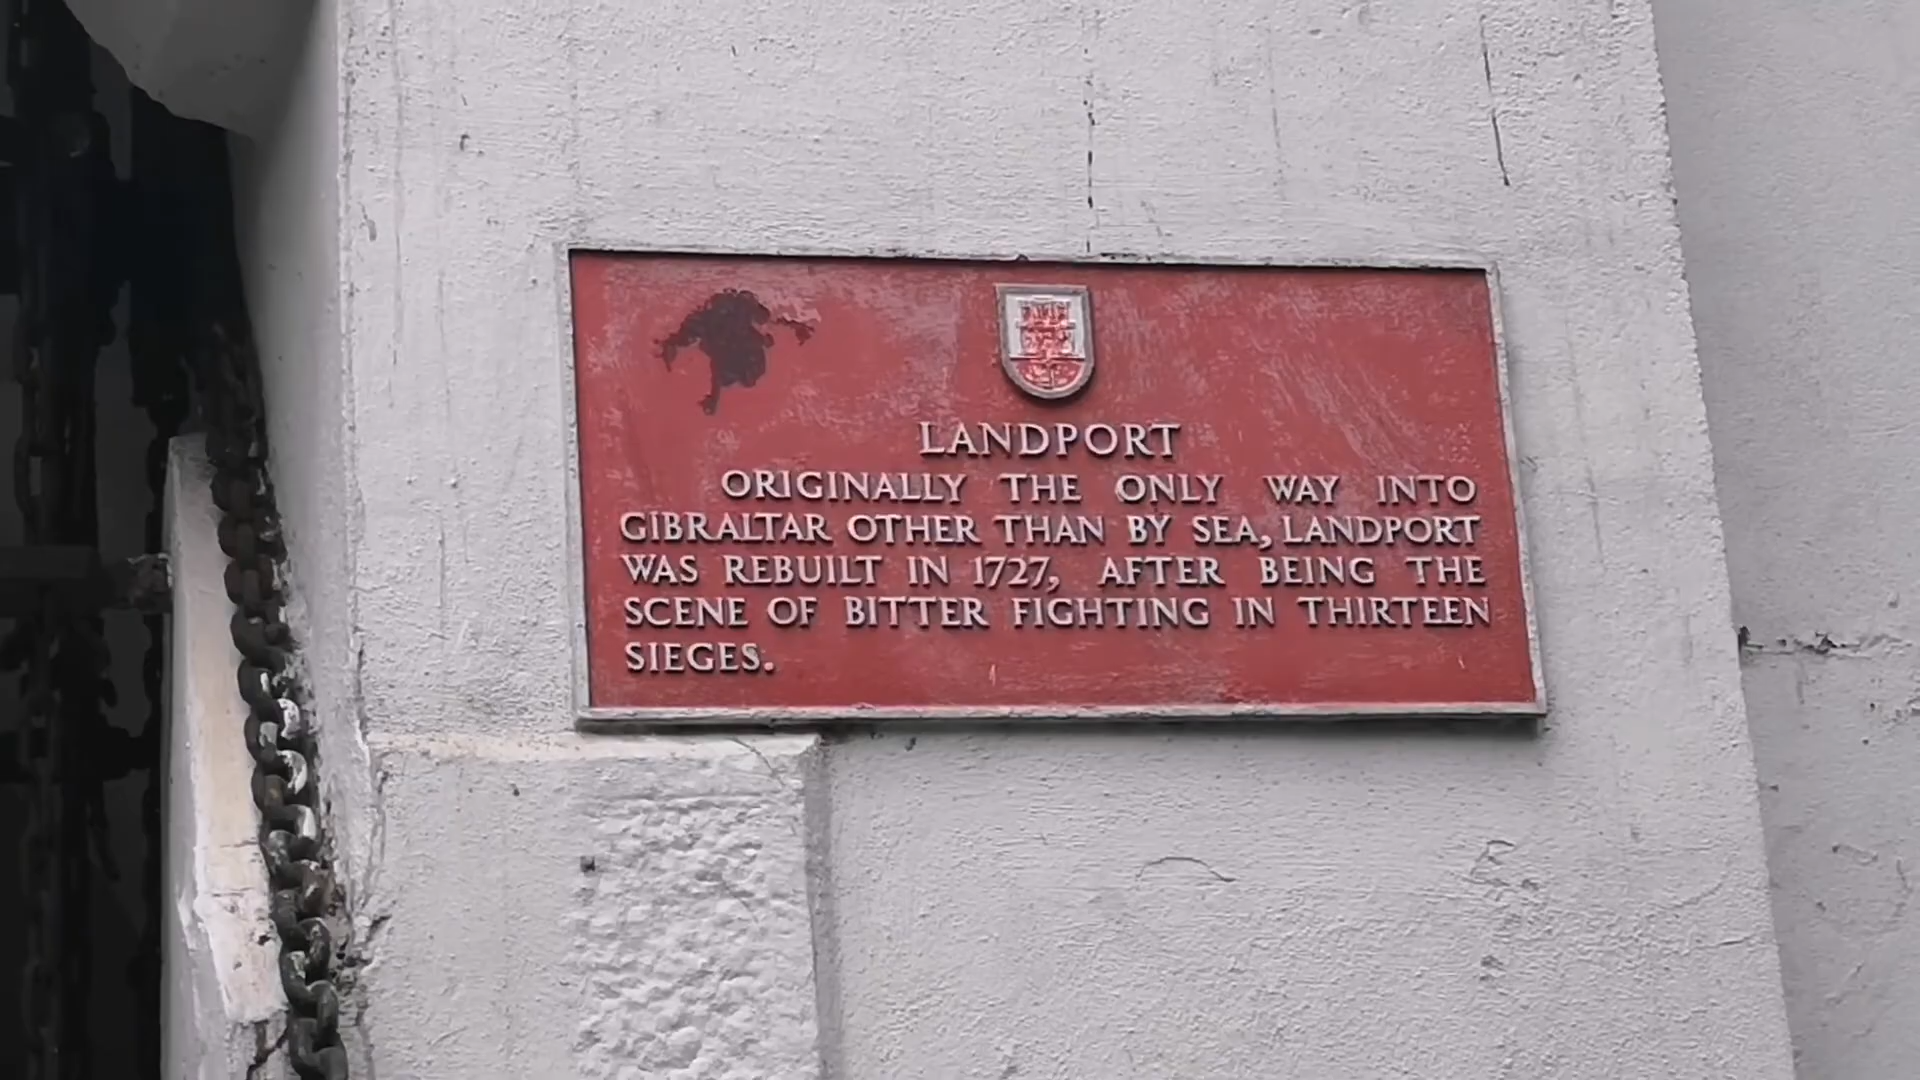 LANDPORT
ORIGINALLY THE ONLY WAY INTO
GIBRALTAR OTHER THAN BY SEA, LANDPORT
WAS REBUILT IN 1727, AFTER BEING THE
SCENE OF BITTER FIGHTING IN THIRTEEN
SIEGES.